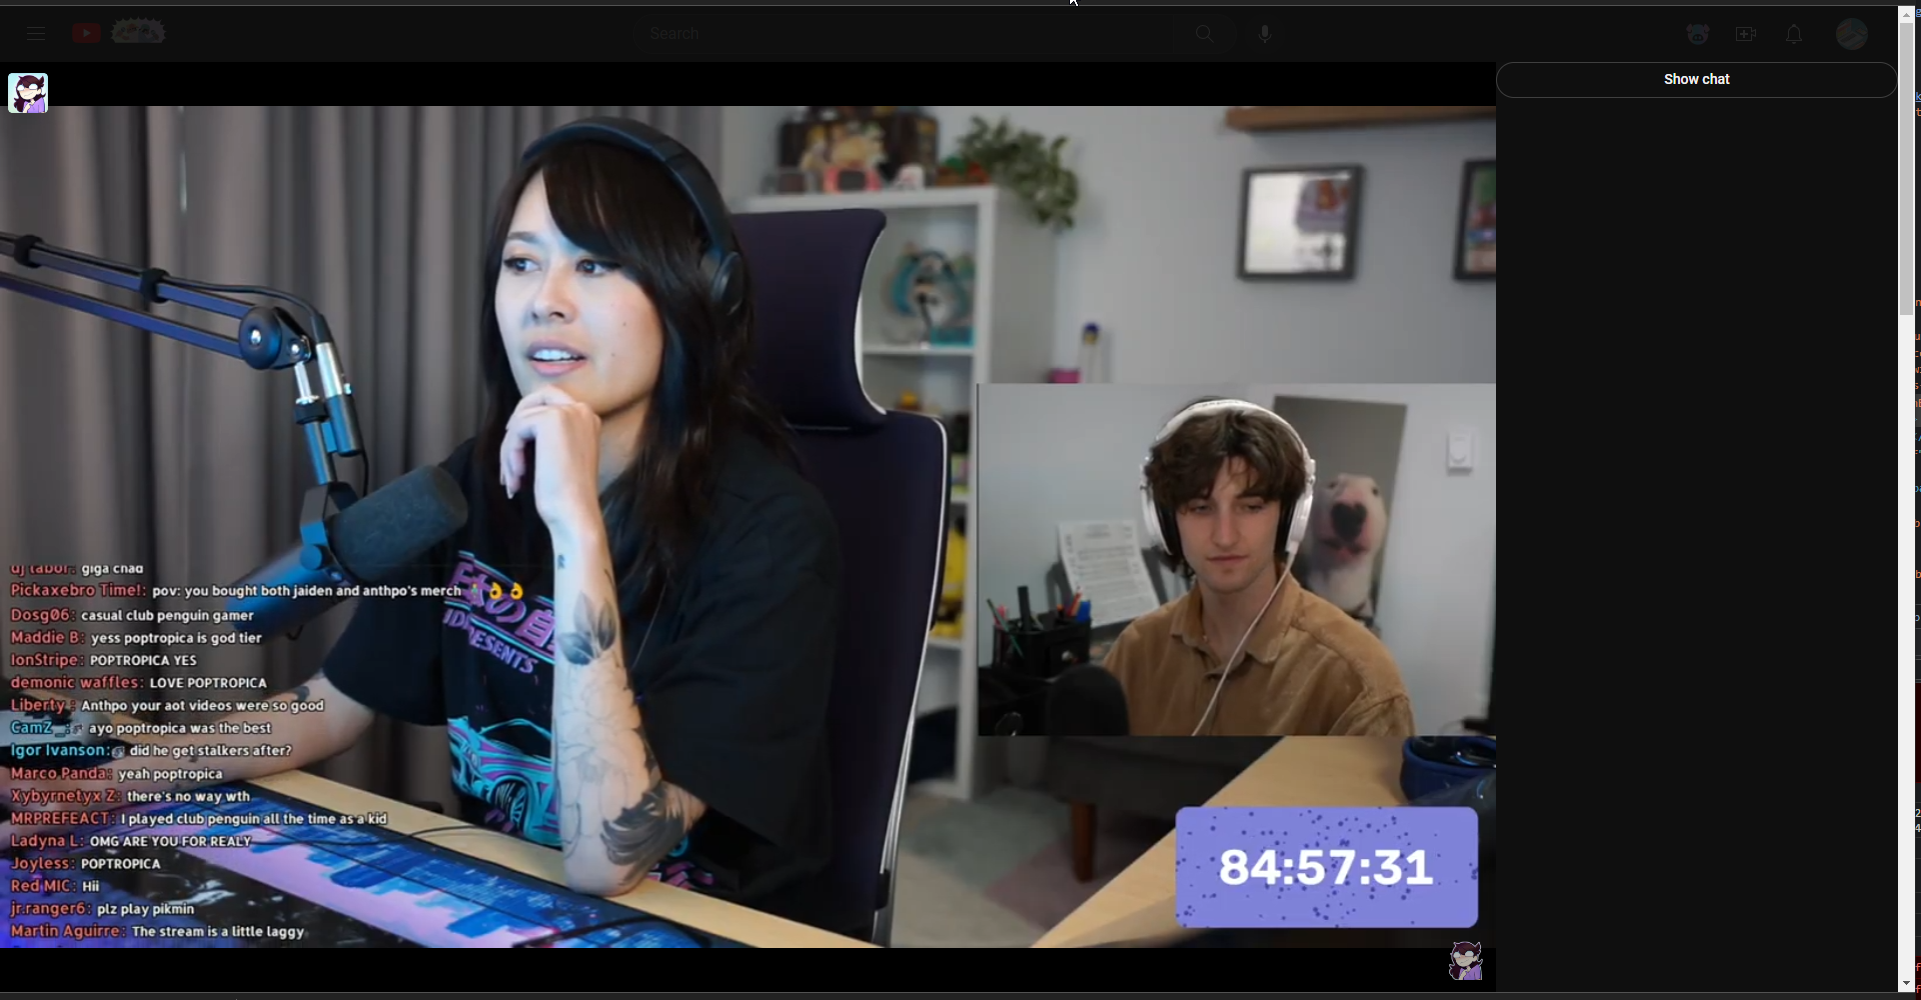 Search
Show chat
dj tabor: giga chad
Pickaxebro Time!: pov: you bought both jaiden and anthpo's merch
Dosg06: casual club penguin gamer
Maddie B: yess poptropica is god tier
IonStripe: POPTROPICA YES
demonic waffles: LOVE POPTROPICA
Liberty: Anthpo your aot videos were so good
CamZ_: ayo poptropica was the best
Igor Ivanson: did he get stalkers after?
Marco Panda: yeah poptropica
Xybyrnetyx Z: there's no way wth
MRPREFEACT: I played club penguin all the time as a kid
Ladyna L: OMG ARE YOU FOR REALY
Joyless: POPTROPICA
Red MIC: Hii
jr.ranger6: plz play pikmin
Martin Aguirre: The stream is a little laggy
PRESENTS
84:57:31